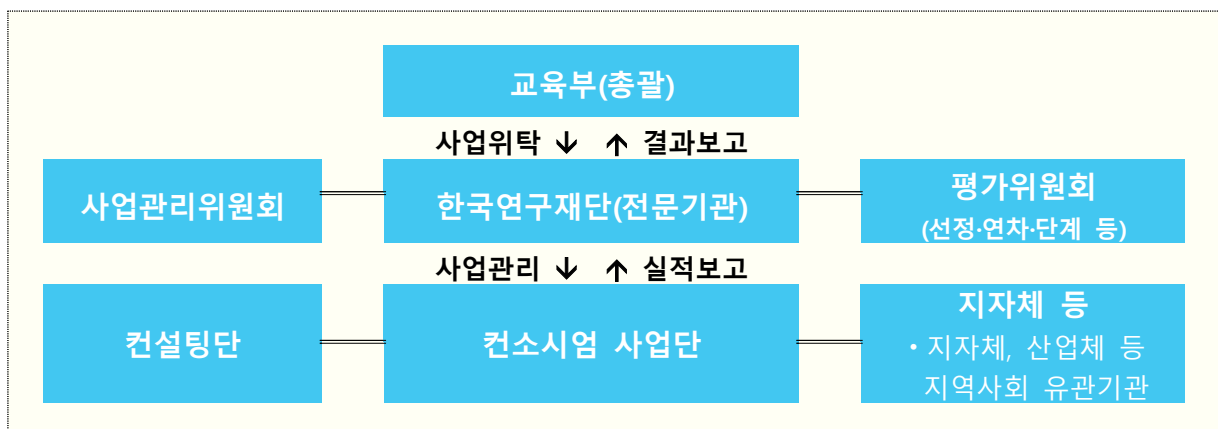 교육부(총괄)
사업위탁 ↓ ↑ 결과보고
사업관리위원회
한국연구재단(전문기관)
평가위원회
(선정·연차·단계 등)
사업관리 ↓ ↑ 실적보고
컨설팅단
컨소시엄 사업단
지자체 등
• 지자체, 산업체 등
지역사회 유관기관